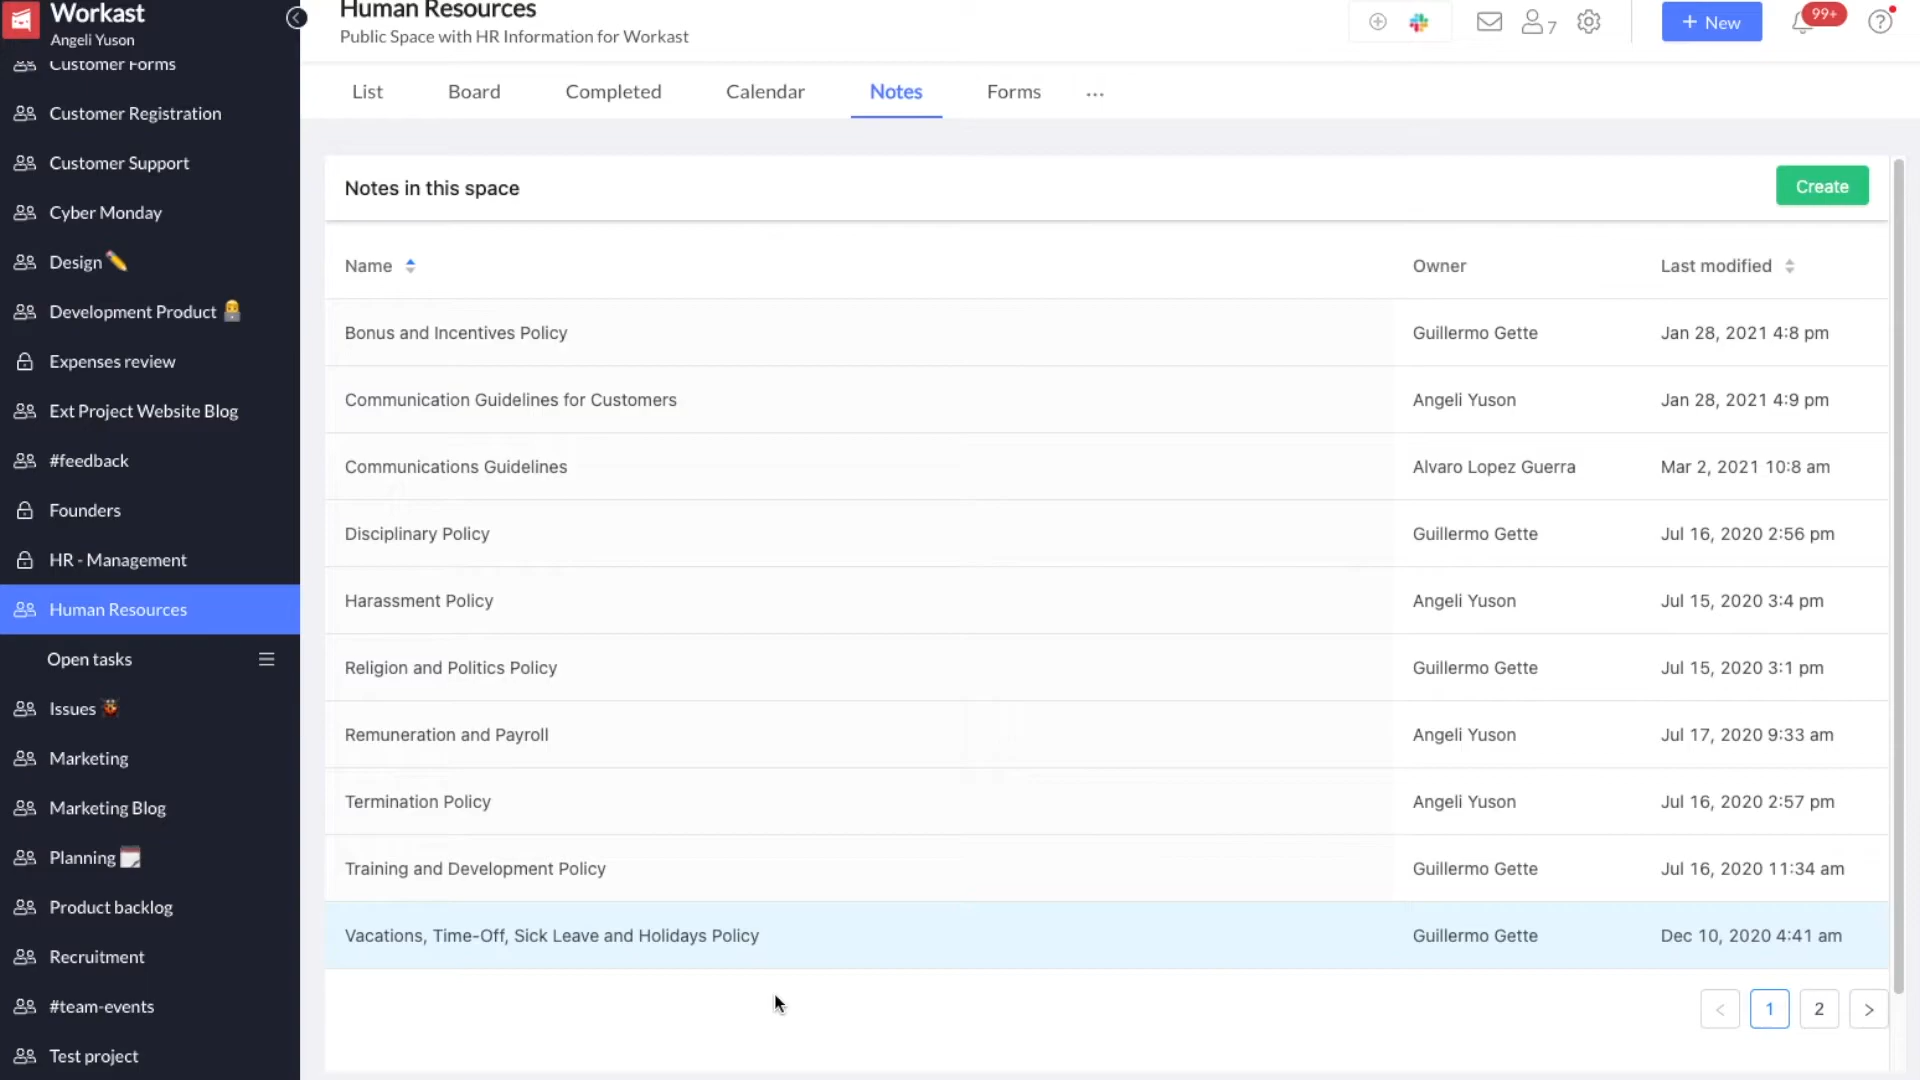 Workast
Angeli Yuson
Customer Forms
Customer Registration
Customer Support
Cyber Monday
Design
Development Product
Expenses review
Ext Project Website Blog
#feedback
Founders
HR - Management
Human Resources
Open tasks
Issues
Marketing
Marketing Blog
Planning
Product backlog
Recruitment
#team-events
Test project
Human Resources
Public Space with HR Information for Workast
7
+ New
99+
?
List Board Completed Calendar Notes Forms ...
Notes in this space Create
Name Owner Last modified
Bonus and Incentives Policy Guillermo Gette Jan 28, 2021 4:8 pm
Communication Guidelines for Customers Angeli Yuson Jan 28, 2021 4:9 pm
Communications Guidelines Alvaro Lopez Guerra Mar 2, 2021 10:8 am
Disciplinary Policy Guillermo Gette Jul 16, 2020 2:56 pm
Harassment Policy Angeli Yuson Jul 15, 2020 3:4 pm
Religion and Politics Policy Guillermo Gette Jul 15, 2020 3:1 pm
Remuneration and Payroll Angeli Yuson Jul 17, 2020 9:33 am
Termination Policy Angeli Yuson Jul 16, 2020 2:57 pm
Training and Development Policy Guillermo Gette Jul 16, 2020 11:34 am
Vacations, Time-Off, Sick Leave and Holidays Policy Guillermo Gette Dec 10, 2020 4:41 am
< 1 2 >